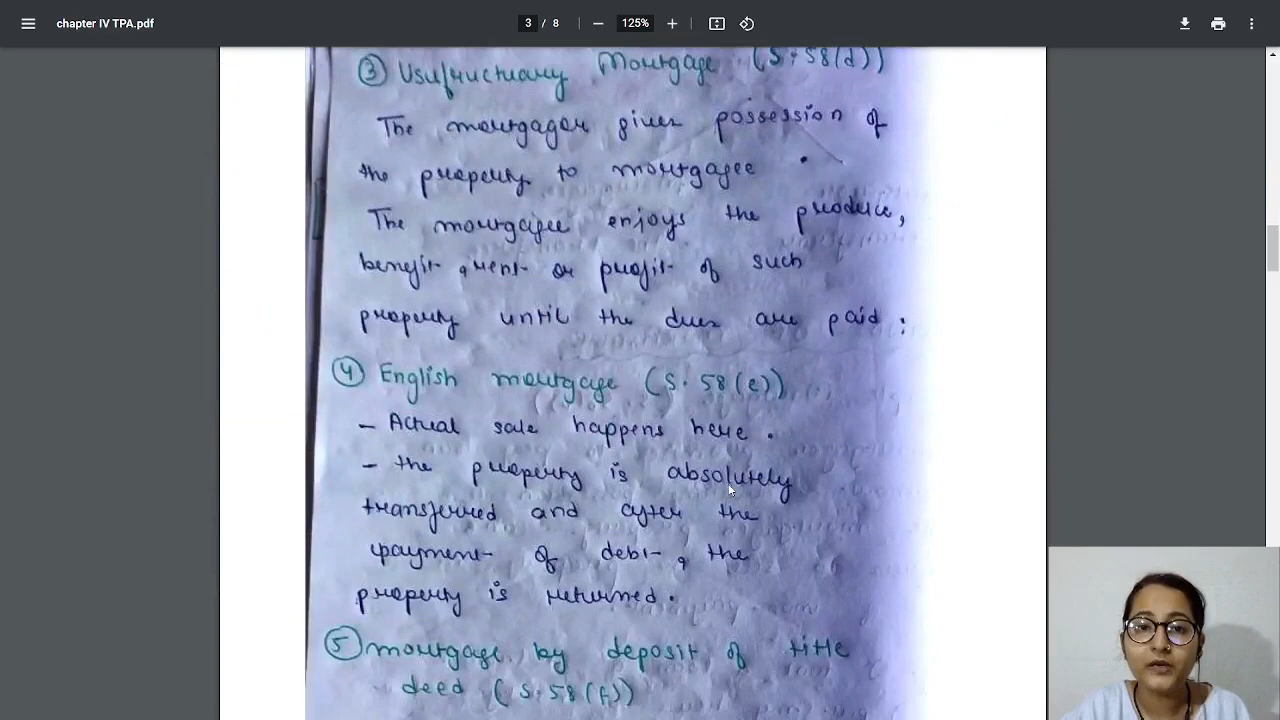 chapter IV TPA.pdf
3 / 8
125%
③ Usufructuary Mortgage (S.58(d))
The mortgagor gives possession of
the property to mortgagee .
The mortgagee enjoys the produce,
benefit, rent or profit of such
property until the dues are paid .
④ English mortgage (S. 58(e))
- Actual sale happens here .
- the property is absolutely
transferred and after the
payment of debt , the
property is returned .
⑤ mortgage by deposit of title
deed (S.58(f))